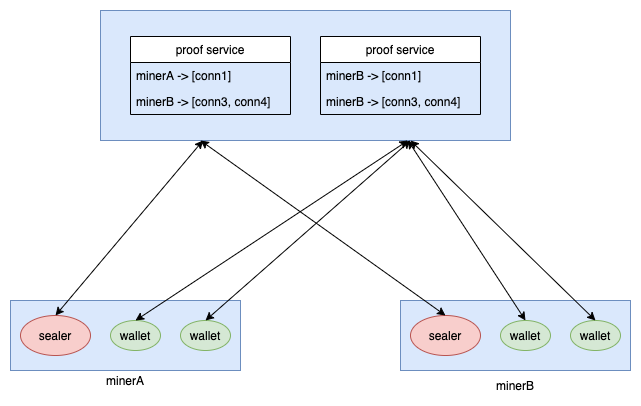 proof service
minerA -> [conn1]
minerB -> [conn3, conn4]
proof service
minerB -> [conn1]
minerB -> [conn3, conn4]
sealer
wallet
wallet
minerA
sealer
wallet
wallet
minerB